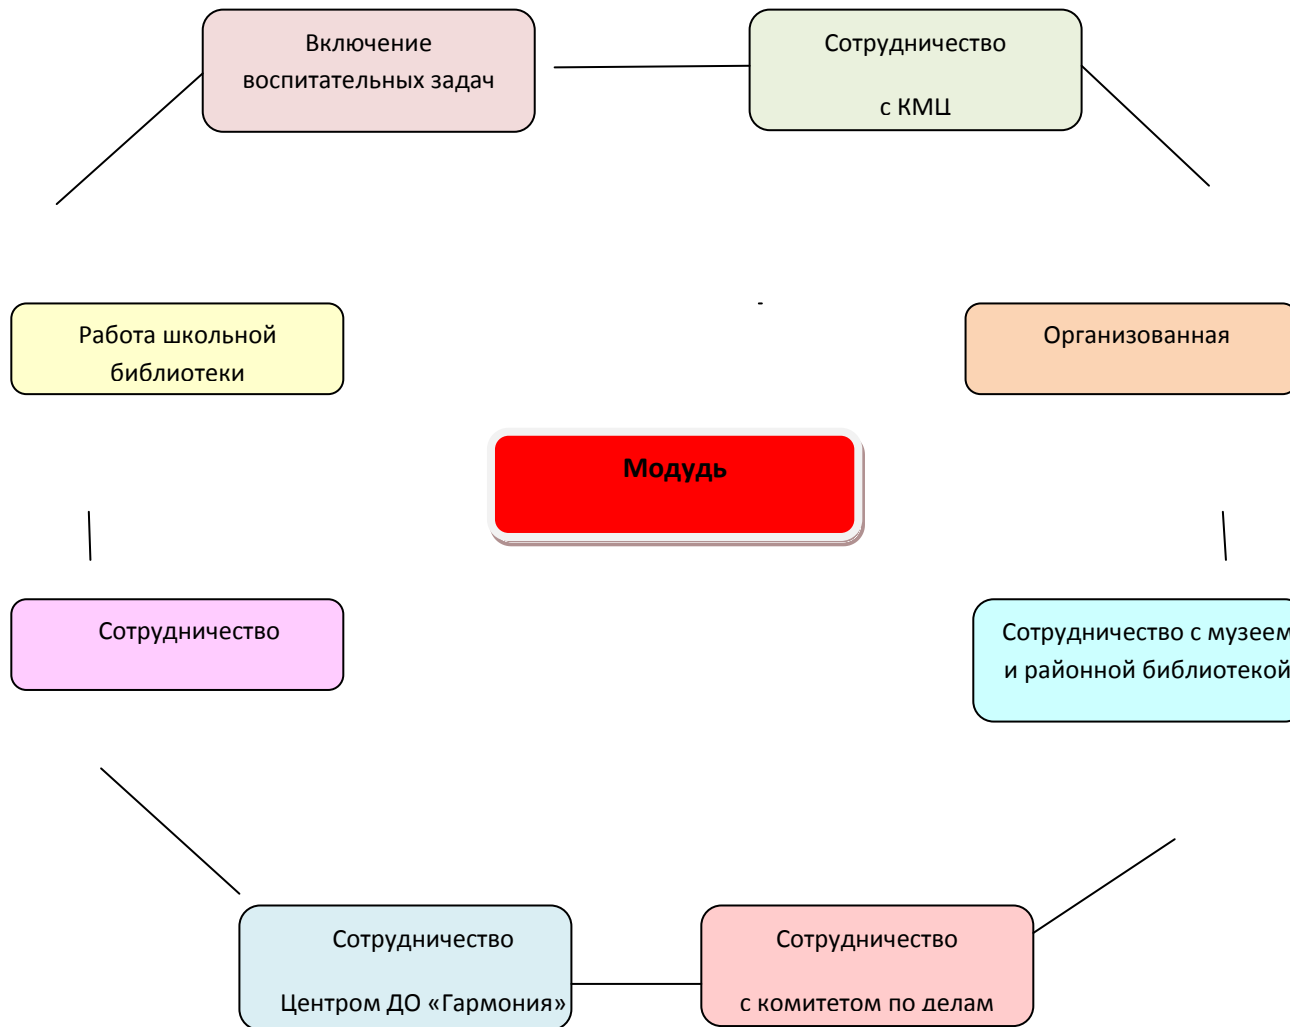 Включение
воспитательных задач
Сотрудничество
с КМЦ
Работа школьной
библиотеки
-
Организованная
Модудь
Сотрудничество
Сотрудничество с музеем
и районной библиотекой
Сотрудничество
Центром ДО «Гармония»
Сотрудничество
с комитетом по делам